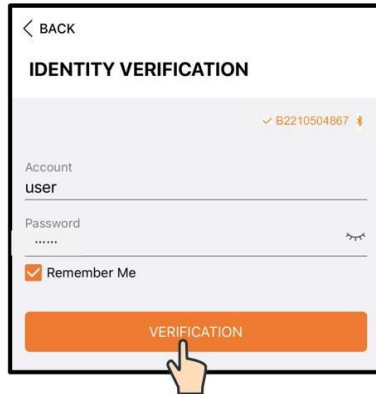 BACK
IDENTITY VERIFICATION
B2210504867
Account
user
Password
······
Remember Me
VERIFICATION